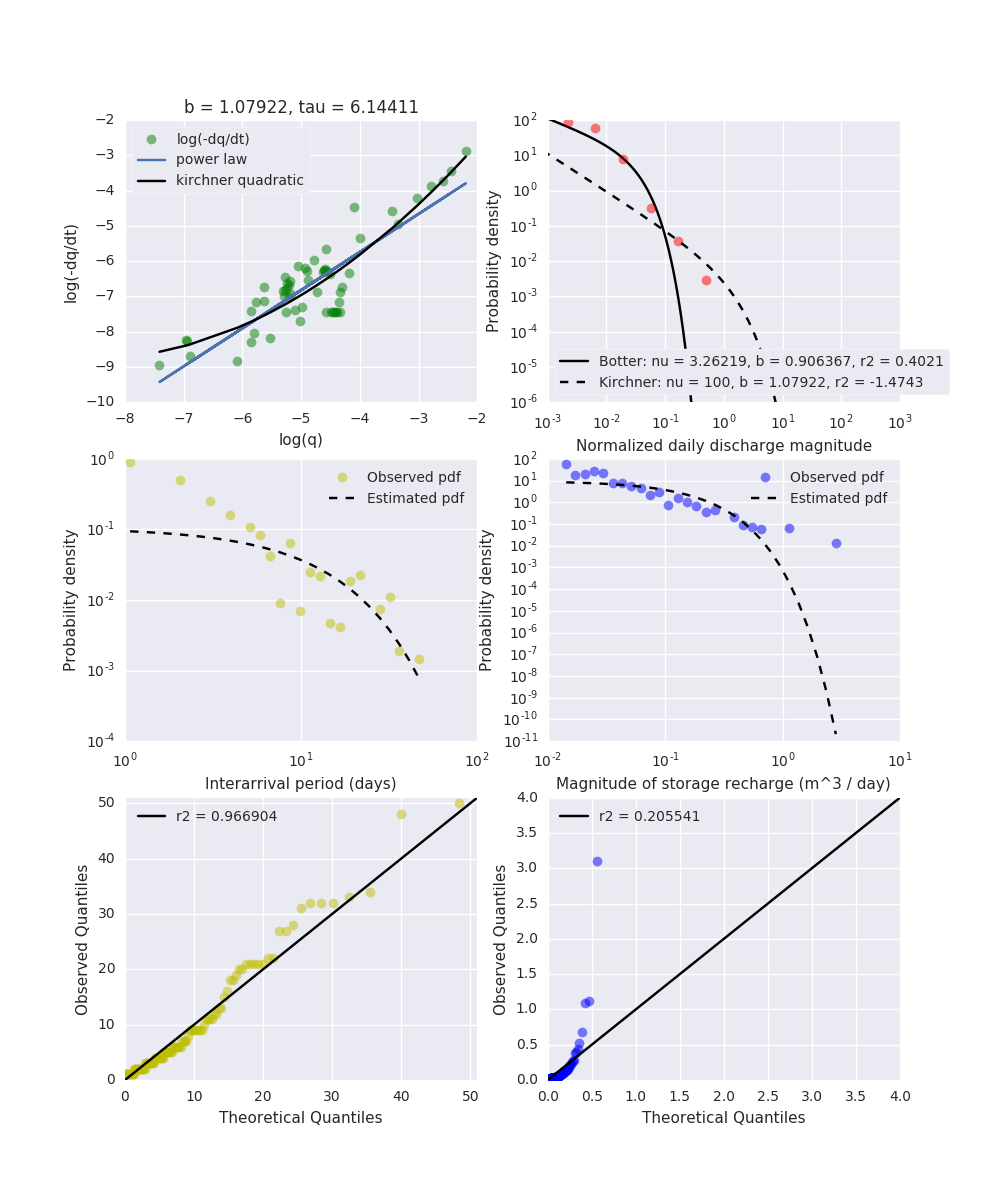 b = 1.07922, tau = 6.14411
−2
−3
−4
−5
−6
−7
−8
−9
−10
log(-dq/dt)
log(-dq/dt)
power law
kirchner quadratic
−8 −7 −6 −5 −4 −3 −2
log(q)
10^2
10^1
10^0
10^-1
10^-2
10^-3
10^-4
10^-5
10^-6
Probability density
Botter: nu = 3.26219, b = 0.906367, r2 = 0.4021
Kirchner: nu = 100, b = 1.07922, r2 = -1.4743
10^-3 10^-2 10^-1 10^0 10^1 10^2 10^3
Normalized daily discharge magnitude
10^0
10^-1
10^-2
10^-3
10^-4
Probability density
Observed pdf
Estimated pdf
10^0 10^1 10^2
Interarrival period (days)
10^2
10^1
10^0
10^-1
10^-2
10^-3
10^-4
10^-5
10^-6
10^-7
10^-8
10^-9
10^-10
10^-11
Probability density
Observed pdf
Estimated pdf
10^-2 10^-1 10^0 10^1
Magnitude of storage recharge (m^3 / day)
50
40
30
20
10
0
Observed Quantiles
r2 = 0.966904
0 10 20 30 40 50
Theoretical Quantiles
4.0
3.5
3.0
2.5
2.0
1.5
1.0
0.5
0.0
Observed Quantiles
r2 = 0.205541
0.0 0.5 1.0 1.5 2.0 2.5 3.0 3.5 4.0
Theoretical Quantiles